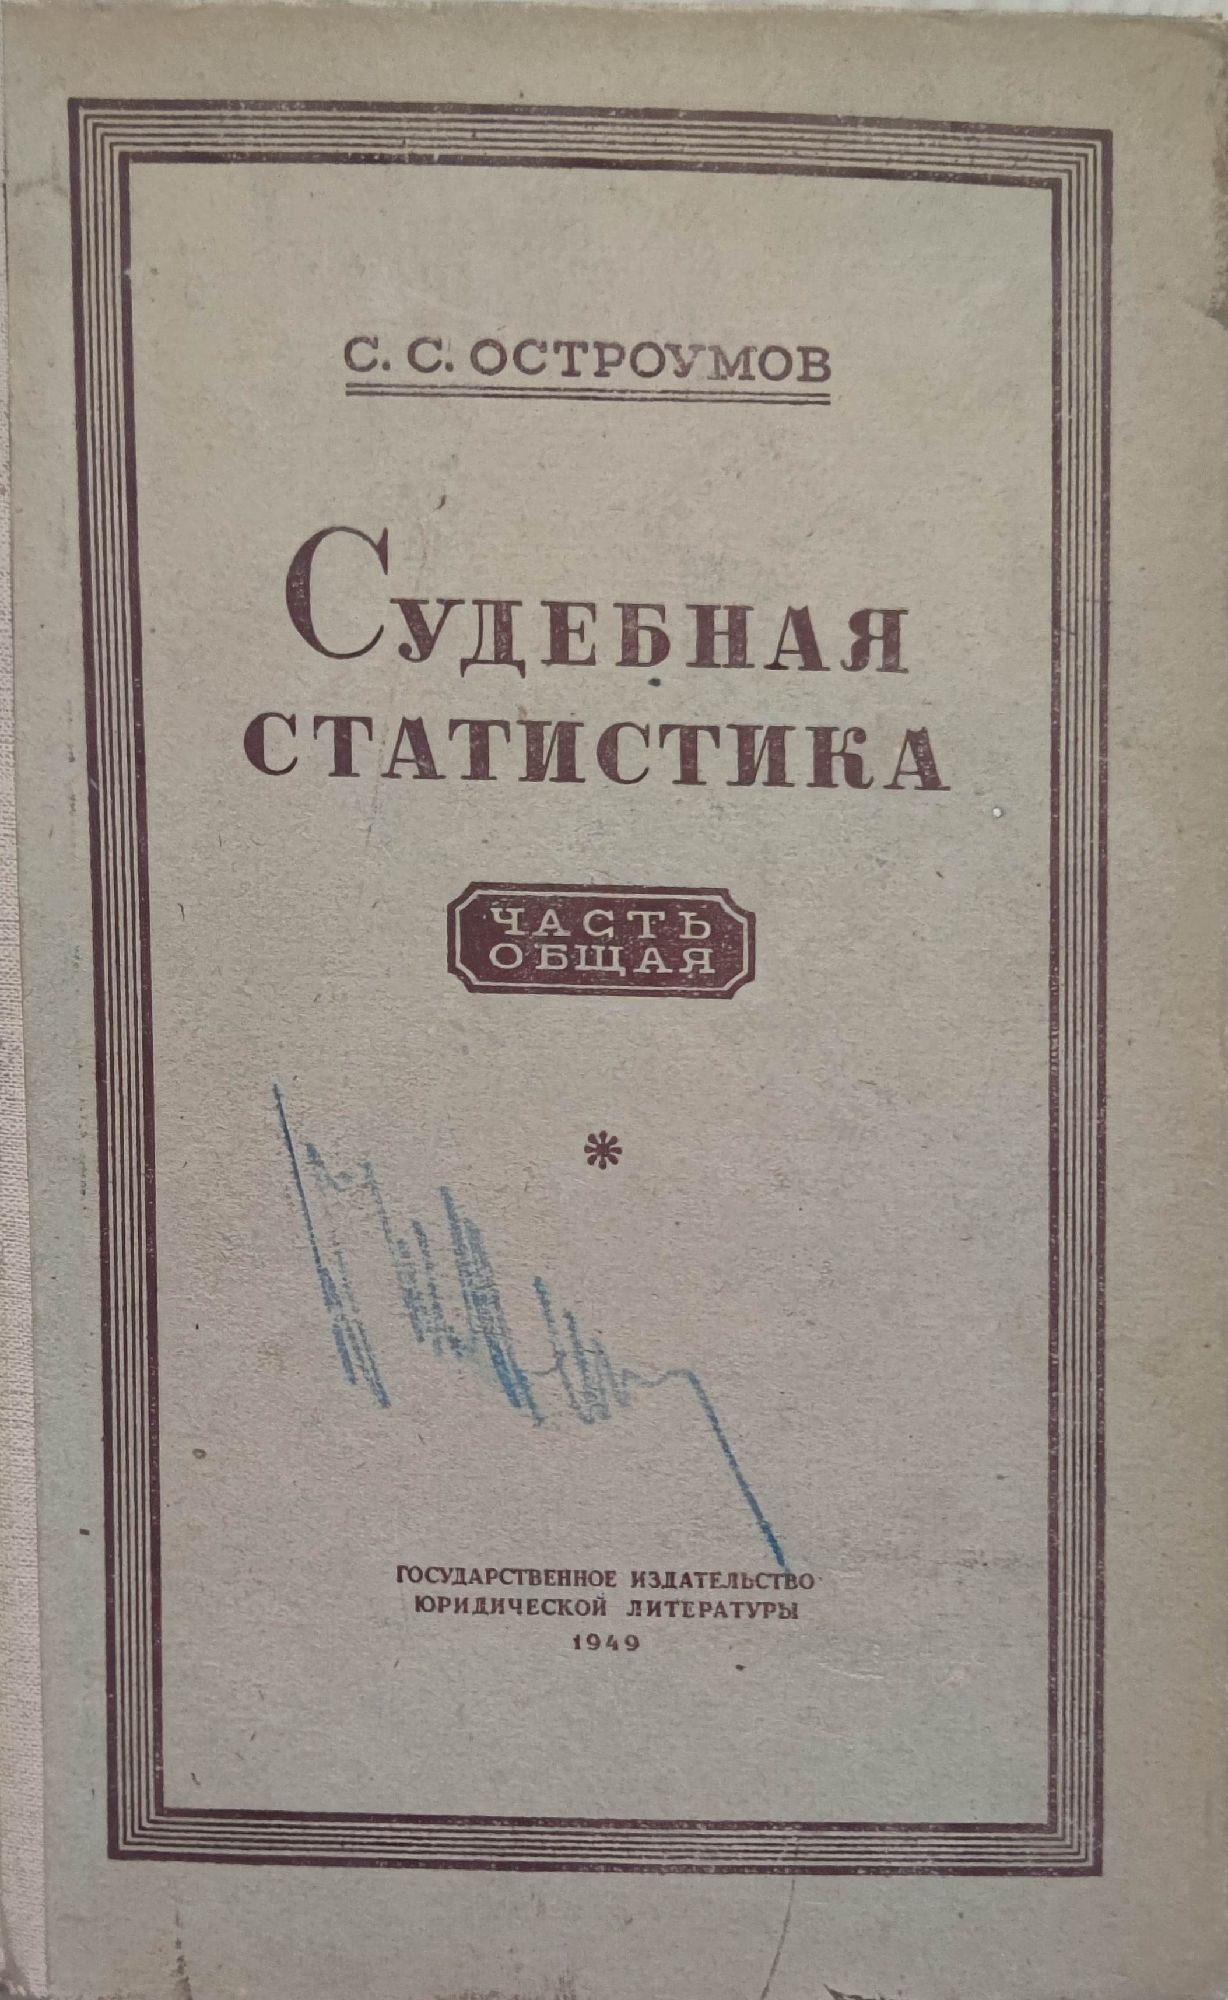 С. С. ОСТРОУМОВ
СУДЕБНАЯ
СТАТИСТИКА
ЧАСТЬ
ОБЩАЯ
ГОСУДАРСТВЕННОЕ ИЗДАТЕЛЬСТВО
ЮРИДИЧЕСКОЙ ЛИТЕРАТУРЫ
1949